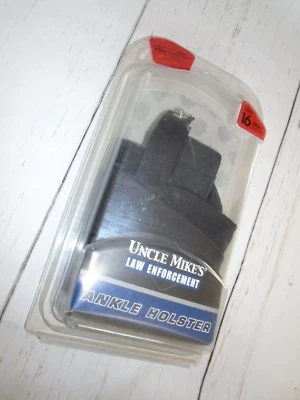 16
UNCLE MIKE'S
LAW ENFORCEMENT
ANKLE HOLSTER